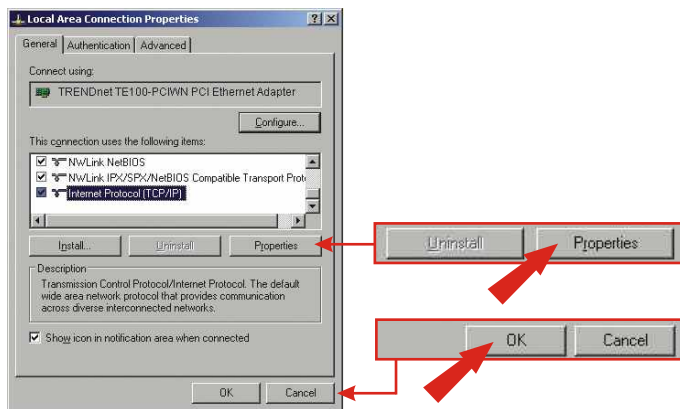 Local Area Connection Properties
General Authentication Advanced
Connect using:
TRENDnet TE100-PCIWN PCI Ethernet Adapter
Configure...
This connection uses the following items:
NWLink NetBIOS
NWLink IPX/SPX/NetBIOS Compatible Transport Proto
Internet Protocol (TCP/IP)
Install... Uninstall Properties
Description
Transmission Control Protocol/Internet Protocol. The default
wide area network protocol that provides communication
across diverse interconnected networks.
Show icon in notification area when connected
OK Cancel
Uninstall Properties
OK Cancel